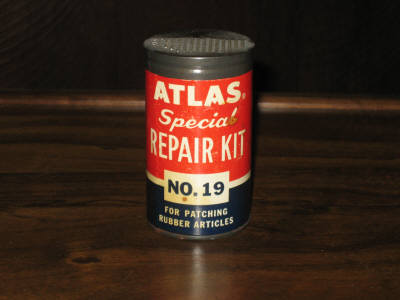 ATLAS.
Special
REPAIR KIT
NO. 19
FOR PATCHING
RUBBER ARTICLES